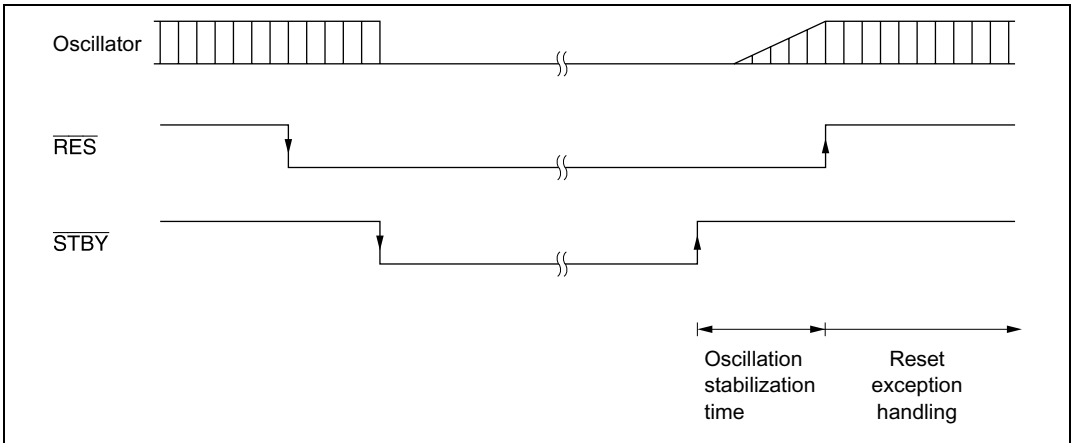 Oscillator
RES
STBY
Oscillation
stabilization
time
Reset
exception
handling